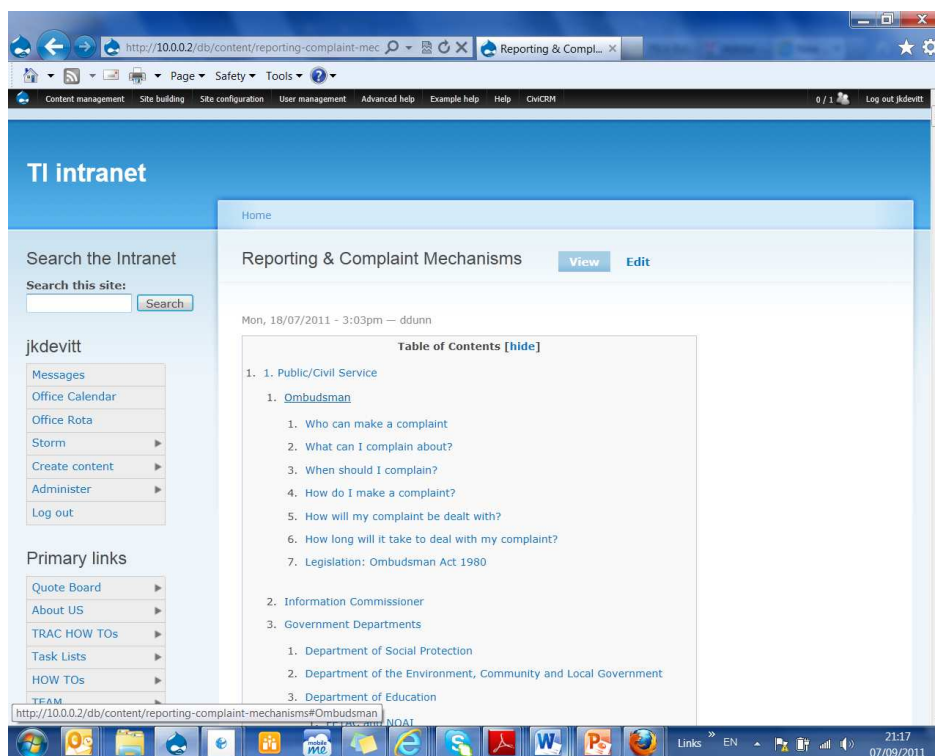 http://10.0.0.2/db/content/reporting-complaint-mec
Reporting & Compl...
Page Safety Tools
Content management Site building Site configuration User management Advanced help Example help Help CiviCRM 0 / 1 Log out jkdevitt
TI intranet
Home
Search the Intranet
Search this site:
Search
jkdevitt
Messages
Office Calendar
Office Rota
Storm
Create content
Administer
Log out
Primary links
Quote Board
About US
TRAC HOW TOs
Task Lists
HOW TOs
TEAM
Reporting & Complaint Mechanisms View Edit
Mon, 18/07/2011 - 3:03pm — ddunn
Table of Contents [hide]
1. 1. Public/Civil Service
1. Ombudsman
1. Who can make a complaint
2. What can I complain about?
3. When should I complain?
4. How do I make a complaint?
5. How will my complaint be dealt with?
6. How long will it take to deal with my complaint?
7. Legislation: Ombudsman Act 1980
2. Information Commissioner
3. Government Departments
1. Department of Social Protection
2. Department of the Environment, Community and Local Government
3. Department of Education
1. FETAC and NQAI
http://10.0.0.2/db/content/reporting-complaint-mechanisms#Ombudsman
mobile me
Links » EN
21:17
07/09/2011